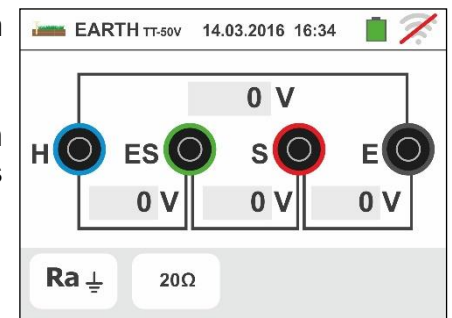 EARTH TT-50V 14.03.2016 16:34
0 V
H ES S E
0 V 0 V 0 V
Ra 20Ω